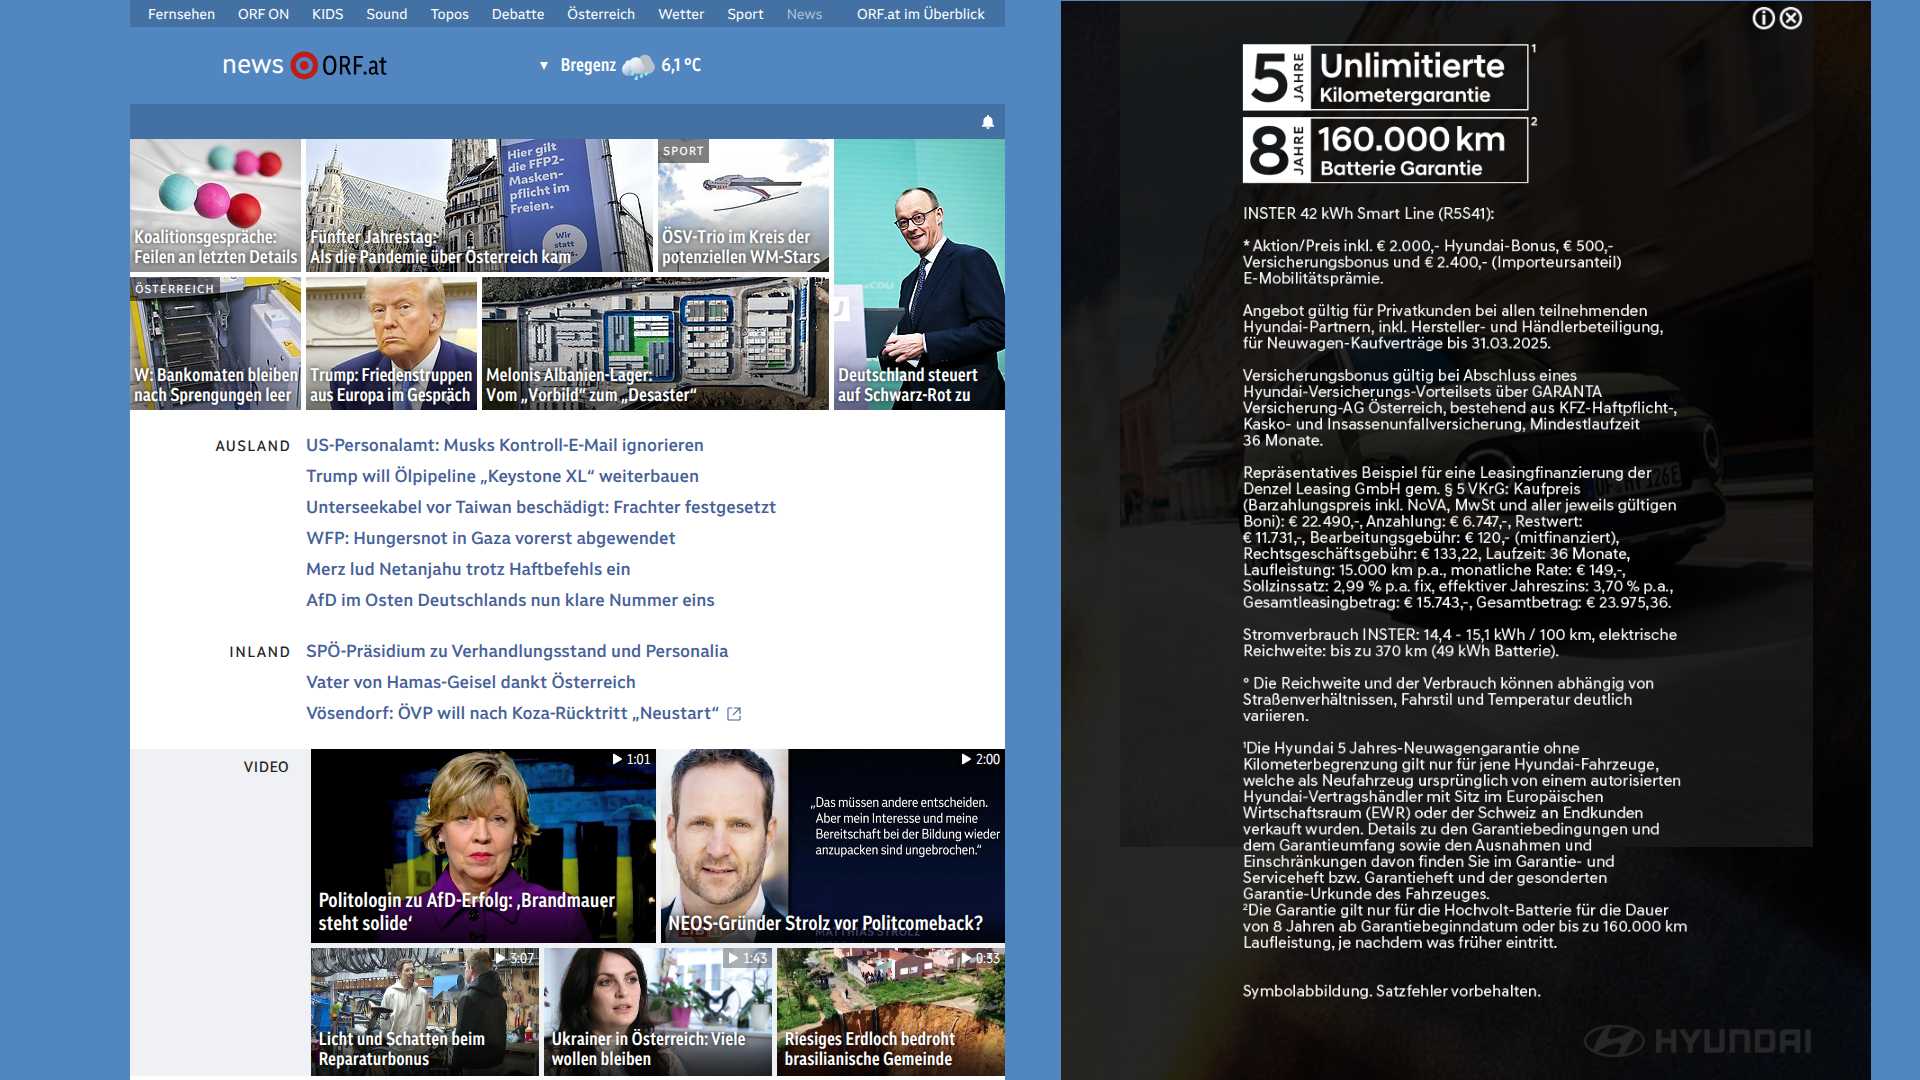 Fernsehen ORF ON KIDS Sound Topos Debatte Österreich Wetter Sport News ORF.at im Überblick
news ORF.at
▼ Bregenz 6,1 °C
Koalitionsgespräche:
Feilen an letzten Details
Hier gilt
die FFP2-
Masken-
pflicht im
Freien.
Wir
statt
Fünfter Jahrestag:
Als die Pandemie über Österreich kam
SPORT
ÖSV-Trio im Kreis der
potenziellen WM-Stars
ÖSTERREICH
W: Bankomaten bleiben
nach Sprengungen leer
Trump: Friedenstruppen
aus Europa im Gespräch
Melonis Albanien-Lager:
Vom „Vorbild“ zum „Desaster“
Deutschland steuert
auf Schwarz-Rot zu
AUSLAND
US-Personalamt: Musks Kontroll-E-Mail ignorieren
Trump will Ölpipeline „Keystone XL“ weiterbauen
Unterseekabel vor Taiwan beschädigt: Frachter festgesetzt
WFP: Hungersnot in Gaza vorerst abgewendet
Merz lud Netanjahu trotz Haftbefehls ein
AfD im Osten Deutschlands nun klare Nummer eins
INLAND
SPÖ-Präsidium zu Verhandlungsstand und Personalia
Vater von Hamas-Geisel dankt Österreich
Vösendorf: ÖVP will nach Koza-Rücktritt „Neustart“
VIDEO
1:01
Politologin zu AfD-Erfolg: ‚Brandmauer
steht solide‘
2:00
„Das müssen andere entscheiden.
Aber mein Interesse und meine
Bereitschaft bei der Bildung wieder
anzupacken sind ungebrochen.“
NEOS-Gründer Strolz vor Politcomeback?
MATTHIAS STROLZ
3:07
Licht und Schatten beim
Reparaturbonus
1:43
Ukrainer in Österreich: Viele
wollen bleiben
0:33
Riesiges Erdloch bedroht
brasilianische Gemeinde
5 JAHRE Unlimitierte Kilometergarantie ¹
8 JAHRE 160.000 km Batterie Garantie ²
INSTER 42 kWh Smart Line (R5S41):
* Aktion/Preis inkl. € 2.000,- Hyundai-Bonus, € 500,-
Versicherungsbonus und € 2.400,- (Importeursanteil)
E-Mobilitätsprämie.
Angebot gültig für Privatkunden bei allen teilnehmenden
Hyundai-Partnern, inkl. Hersteller- und Händlerbeteiligung,
für Neuwagen-Kaufverträge bis 31.03.2025.
Versicherungsbonus gültig bei Abschluss eines
Hyundai-Versicherungs-Vorteilsets über GARANTA
Versicherung-AG Österreich, bestehend aus KFZ-Haftpflicht-,
Kasko- und Insassenunfallversicherung, Mindestlaufzeit
36 Monate.
Repräsentatives Beispiel für eine Leasingfinanzierung der
Denzel Leasing GmbH gem. § 5 VKrG: Kaufpreis
(Barzahlungspreis inkl. NoVA, MwSt und aller jeweils gültigen
Boni): € 22.490,-, Anzahlung: € 6.747,-, Restwert:
€ 11.731,-, Bearbeitungsgebühr: € 120,- (mitfinanziert),
Rechtsgeschäftsgebühr: € 133,22, Laufzeit: 36 Monate,
Laufleistung: 15.000 km p.a., monatliche Rate: € 149,-,
Sollzinssatz: 2,99 % p.a. fix, effektiver Jahreszins: 3,70 % p.a.,
Gesamtleasingbetrag: € 15.743,-, Gesamtbetrag: € 23.975,36.
Stromverbrauch INSTER: 14,4 - 15,1 kWh / 100 km, elektrische
Reichweite: bis zu 370 km (49 kWh Batterie).
° Die Reichweite und der Verbrauch können abhängig von
Straßenverhältnissen, Fahrstil und Temperatur deutlich
variieren.
¹Die Hyundai 5 Jahres-Neuwagengarantie ohne
Kilometerbegrenzung gilt nur für jene Hyundai-Fahrzeuge,
welche als Neufahrzeug ursprünglich von einem autorisierten
Hyundai-Vertragshändler mit Sitz im Europäischen
Wirtschaftsraum (EWR) oder der Schweiz an Endkunden
verkauft wurden. Details zu den Garantiebedingungen und
dem Garantieumfang sowie den Ausnahmen und
Einschränkungen davon finden Sie im Garantie- und
Serviceheft bzw. Garantieheft und der gesonderten
Garantie-Urkunde des Fahrzeuges.
²Die Garantie gilt nur für die Hochvolt-Batterie für die Dauer
von 8 Jahren ab Garantiebeginndatum oder bis zu 160.000 km
Laufleistung, je nachdem was früher eintritt.
Symbolabbildung. Satzfehler vorbehalten.
HYUNDAI